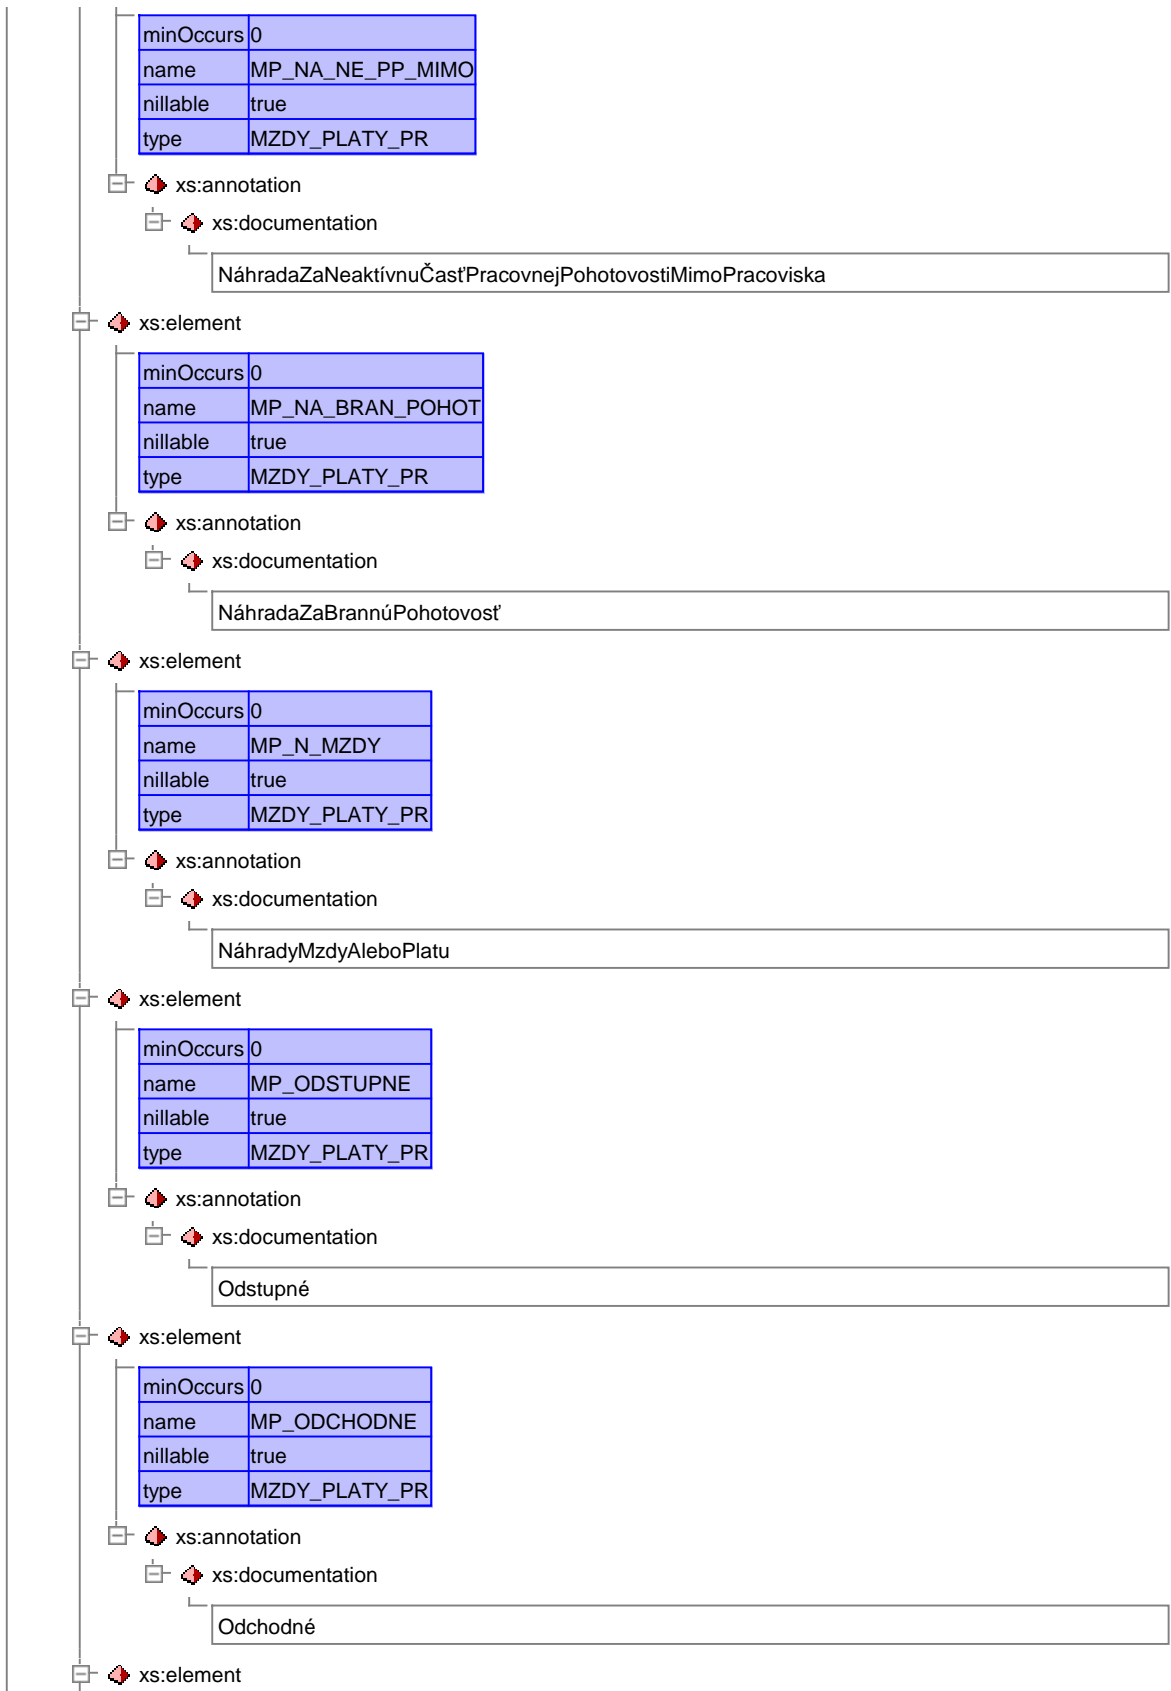 minOccurs 0
name MP_NA_NE_PP_MIMO
nillable true
type MZDY_PLATY_PR
xs:annotation
xs:documentation
NáhradaZaNeaktívnuČasťPracovnejPohotovostiMimoPracoviska
xs:element
minOccurs 0
name MP_NA_BRAN_POHOT
nillable true
type MZDY_PLATY_PR
xs:annotation
xs:documentation
NáhradaZaBrannúPohotovosť
xs:element
minOccurs 0
name MP_N_MZDY
nillable true
type MZDY_PLATY_PR
xs:annotation
xs:documentation
NáhradyMzdyAleboPlatu
xs:element
minOccurs 0
name MP_ODSTUPNE
nillable true
type MZDY_PLATY_PR
xs:annotation
xs:documentation
Odstupné
xs:element
minOccurs 0
name MP_ODCHODNE
nillable true
type MZDY_PLATY_PR
xs:annotation
xs:documentation
Odchodné
xs:element